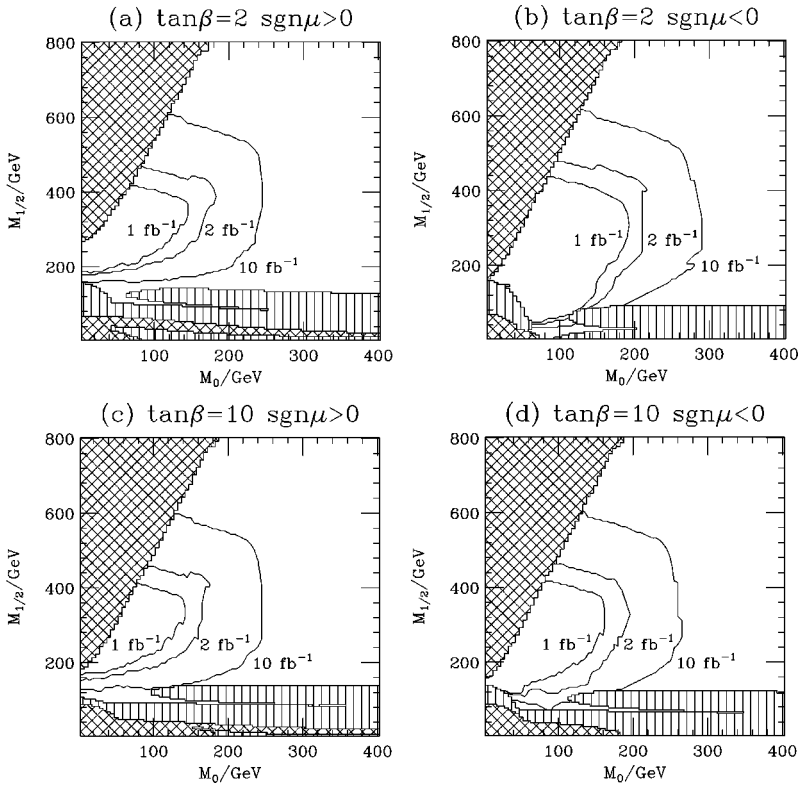 (a) tanβ=2 sgnμ>0
800
600
400
200
M1/2/GeV
1 fb⁻¹
2 fb⁻¹
10 fb⁻¹
100 200 300 400
M0/GeV
(b) tanβ=2 sgnμ<0
800
600
400
200
M1/2/GeV
1 fb⁻¹
2 fb⁻¹
10 fb⁻¹
100 200 300 400
M0/GeV
(c) tanβ=10 sgnμ>0
800
600
400
200
M1/2/GeV
1 fb⁻¹
2 fb⁻¹
10 fb⁻¹
100 200 300 400
M0/GeV
(d) tanβ=10 sgnμ<0
800
600
400
200
M1/2/GeV
1 fb⁻¹
2 fb⁻¹
10 fb⁻¹
100 200 300 400
M0/GeV